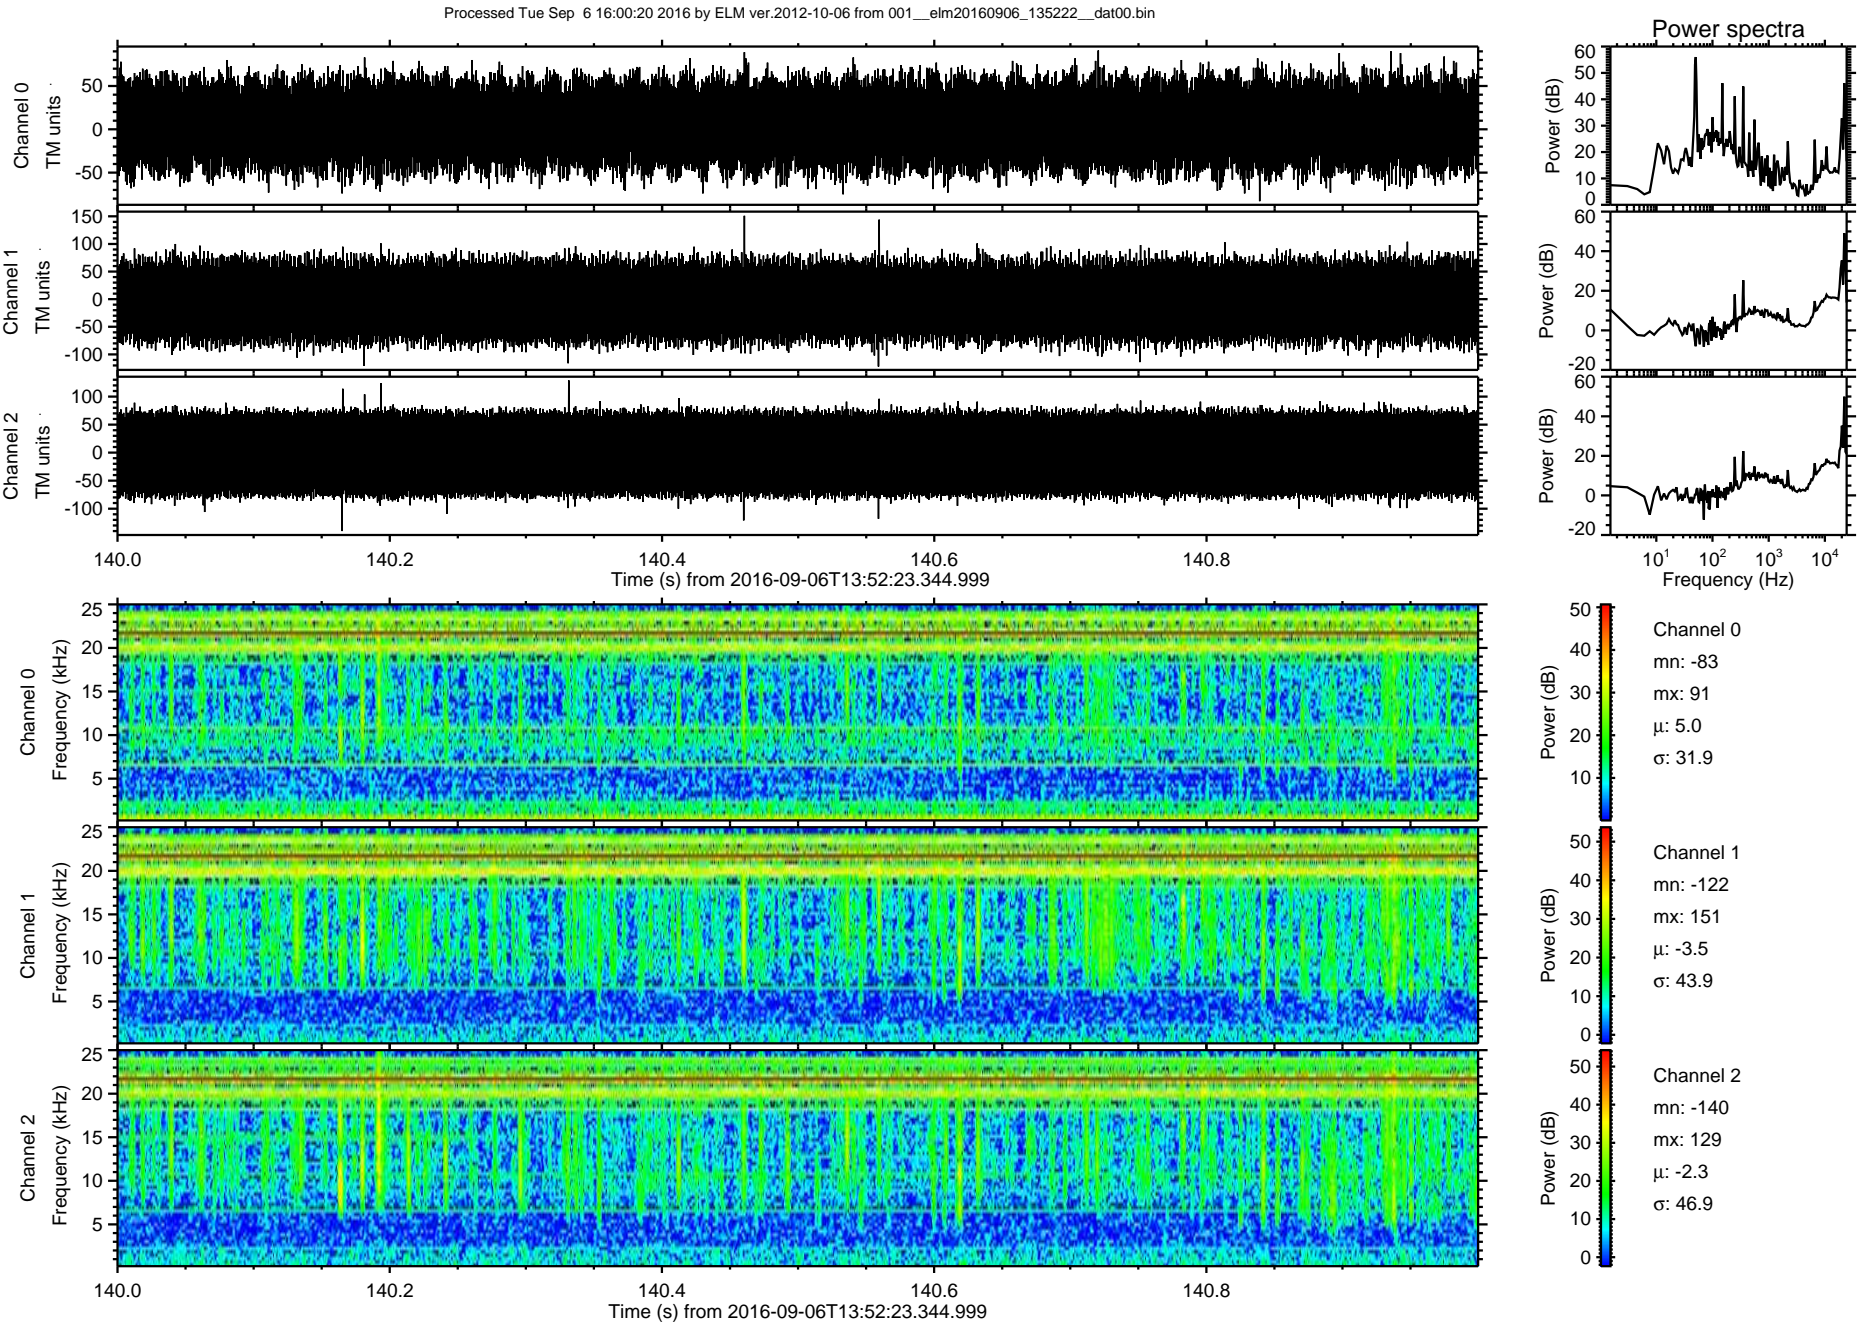 Processed Tue Sep  6 16:00:20 2016 by ELM ver.2012-10-06 from 001__elm20160906_135222__dat00.bin
Power spectra
Channel 0
TM units
50
0
-50
Power (dB)
60
50
40
30
20
10
0
Channel 1
TM units
150
100
50
0
-50
-100
Power (dB)
60
40
20
0
-20
Channel 2
TM units
100
50
0
-50
-100
Power (dB)
60
40
20
0
-20
140.0 140.2 140.4 140.6 140.8
Time (s) from 2016-09-06T13:52:23.344.999
10^1 10^2 10^3 10^4
Frequency (Hz)
Channel 0
Frequency (kHz)
25
20
15
10
5
Power (dB)
50
40
30
20
10
Channel 0
mn: -83
mx: 91
μ: 5.0
σ: 31.9
Channel 1
Frequency (kHz)
25
20
15
10
5
Power (dB)
50
40
30
20
10
0
Channel 1
mn: -122
mx: 151
μ: -3.5
σ: 43.9
Channel 2
Frequency (kHz)
25
20
15
10
5
Power (dB)
50
40
30
20
10
0
Channel 2
mn: -140
mx: 129
μ: -2.3
σ: 46.9
140.0 140.2 140.4 140.6 140.8
Time (s) from 2016-09-06T13:52:23.344.999